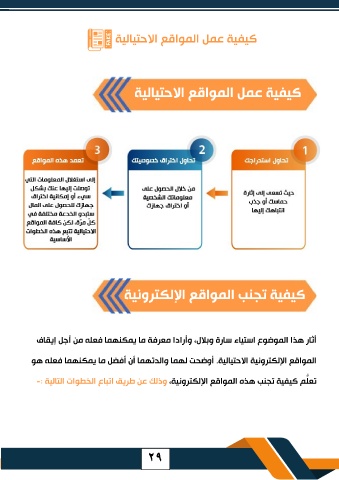 كيفية عمل المواقع الاحتيالية
كيفية عمل المواقع الاحتيالية
1
تحاول استدراجك
حيث تسعى إلى إثارة
حماسك أو جذب
انتباهك إليها
2
تحاول اختراق خصوصيتك
من خلال الحصول على
معلوماتك الشخصية
أو اختراق جهازك
3
تعمد هذه المواقع
إلى استغلال المعلومات التي
توصلت إليها عنك بشكل
سيء أو إمكانية اختراق
جهازك للحصول على المال
ستبدو الخدعة مختلفة في
كل مرة، لكن كافة المواقع
الاحتيالية تتبع هذه الخطوات
الأساسية
كيفية تجنب المواقع الإلكترونية
أثار هذا الموضوع استياء سارة وبلال، وأرادا معرفة ما يمكنهما فعله من أجل إيقاف
المواقع الإلكترونية الاحتيالية. أوضحت لهما والدتهما أن أفضل ما يمكنهما فعله هو
تعلُّم كيفية تجنب هذه المواقع الإلكترونية، وذلك عن طريق اتباع الخطوات التالية :-
٢٩